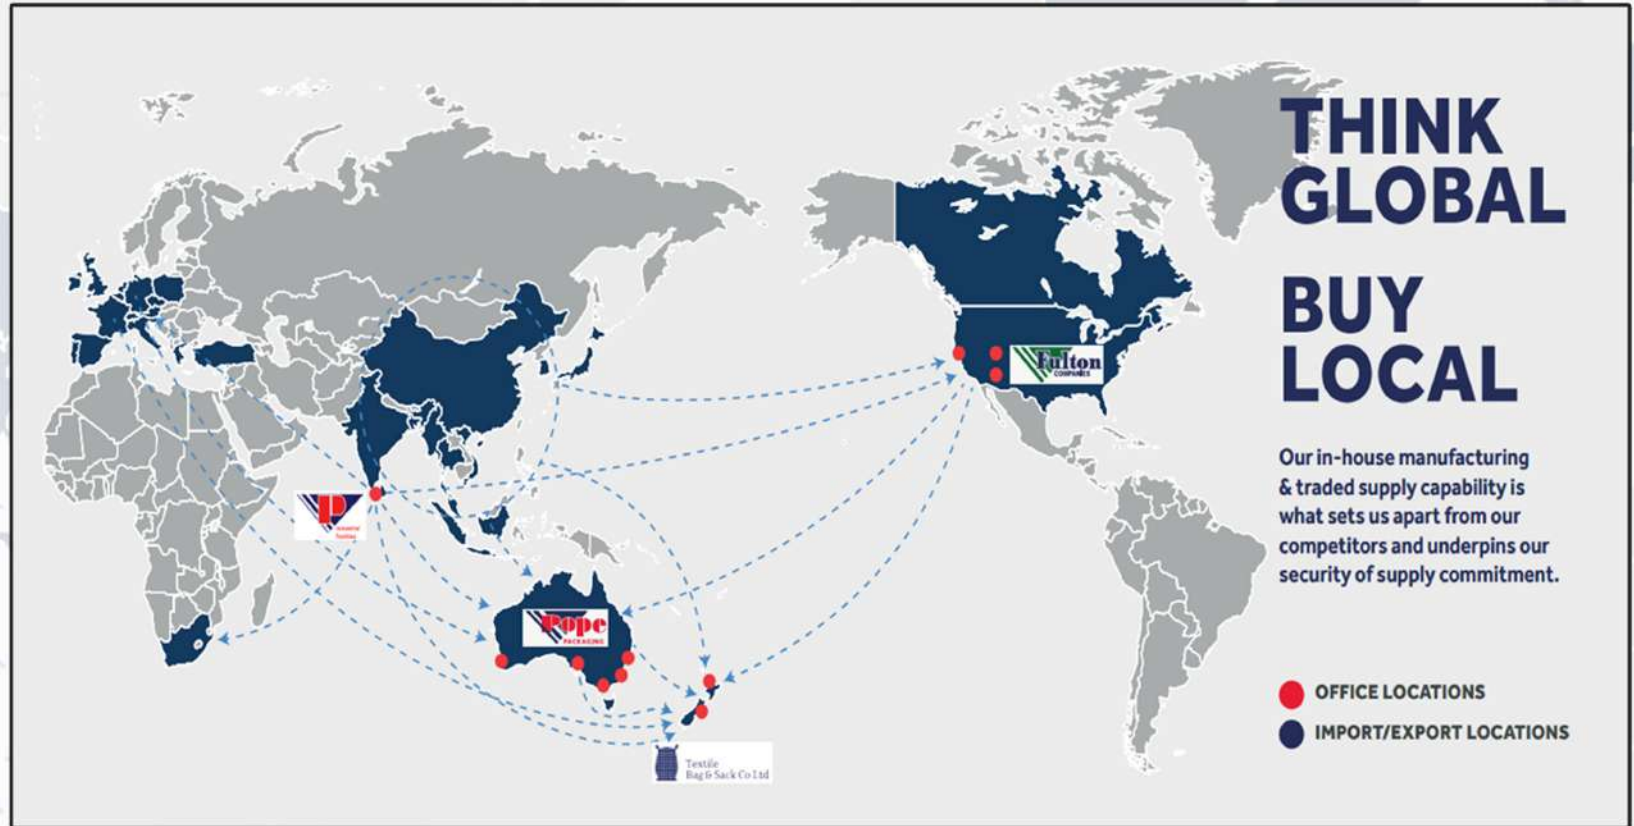 THINK
GLOBAL
BUY
LOCAL
Our in-house manufacturing
& traded supply capability is
what sets us apart from our
competitors and underpins our
security of supply commitment.
Fulton
COMPANIES
P
Pope
PACKAGING
Textile
Bag & Sack Co Ltd
OFFICE LOCATIONS
IMPORT/EXPORT LOCATIONS